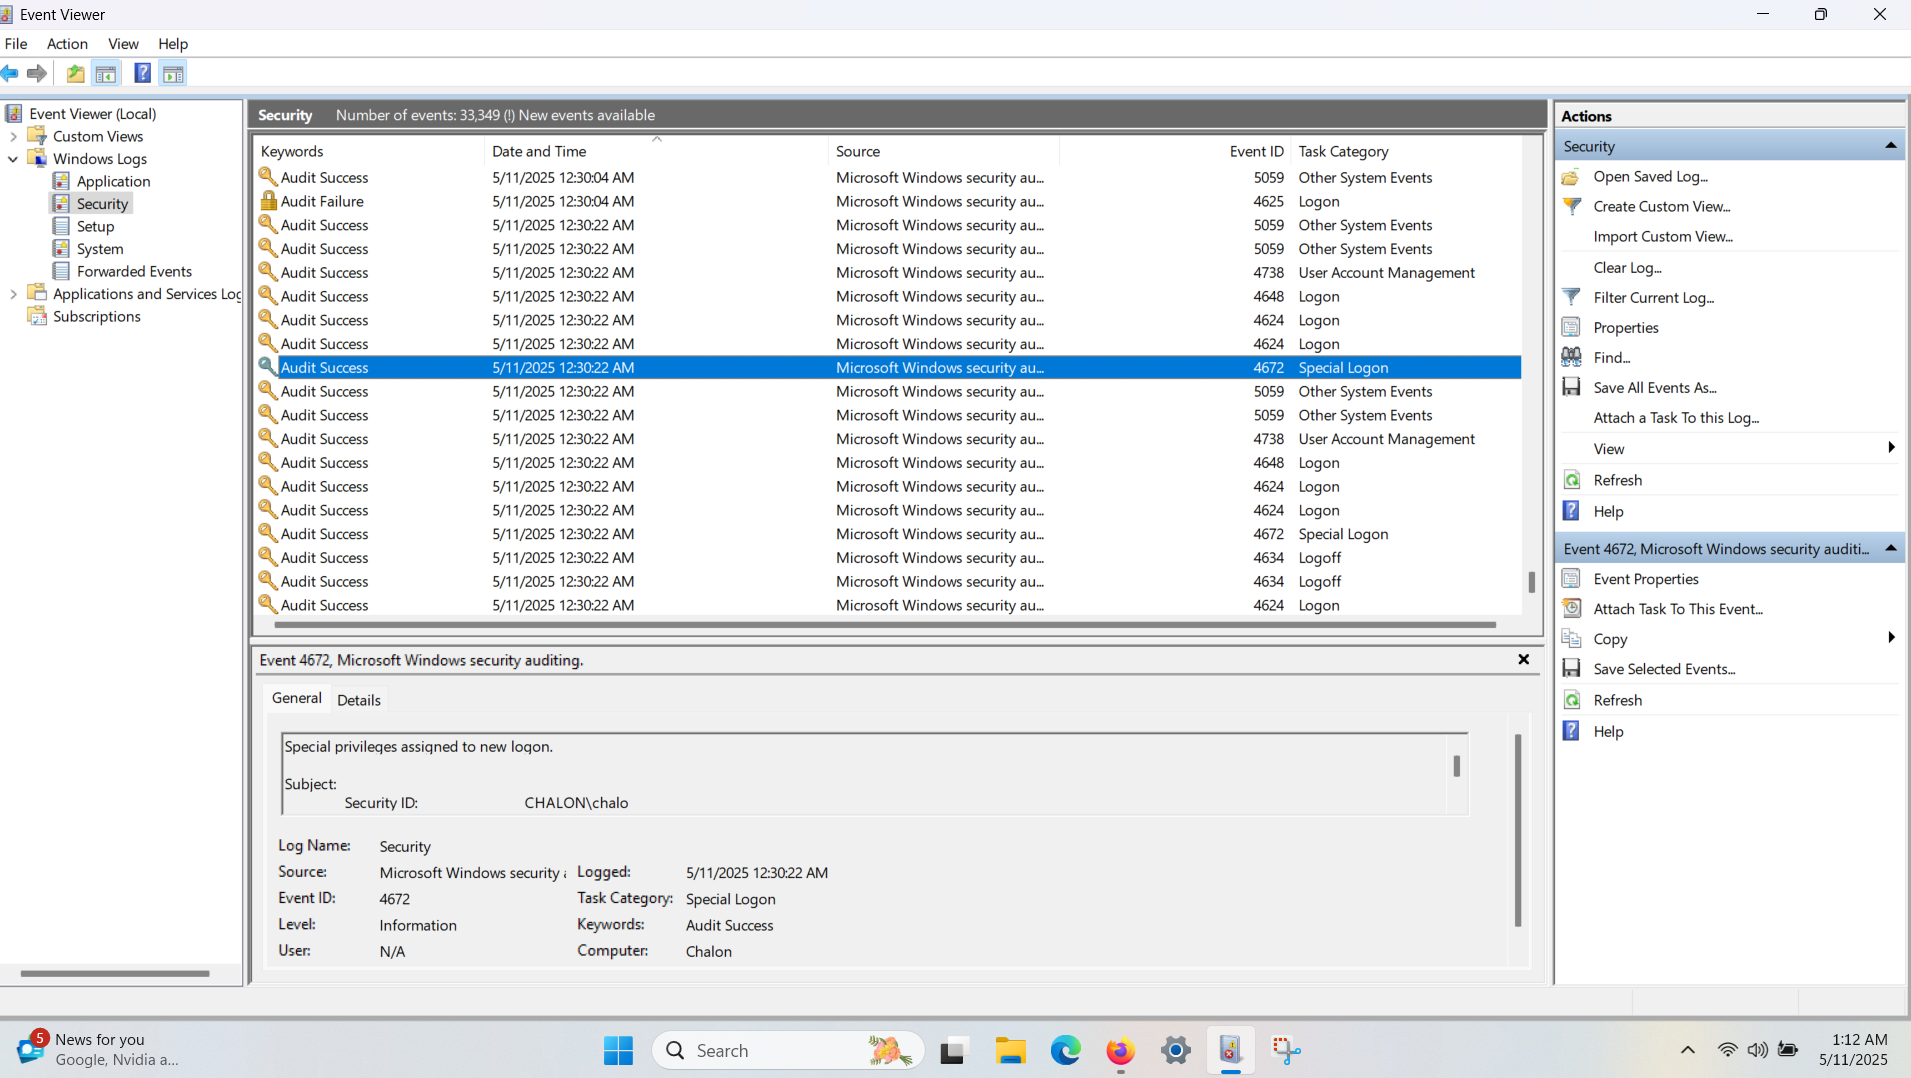 Event Viewer
File Action View Help
Event Viewer (Local)
Custom Views
Windows Logs
Application
Security
Setup
System
Forwarded Events
Applications and Services Log
Subscriptions
Security Number of events: 33,349 (!) New events available
Keywords Date and Time Source Event ID Task Category
Audit Success 5/11/2025 12:30:04 AM Microsoft Windows security au... 5059 Other System Events
Audit Failure 5/11/2025 12:30:04 AM Microsoft Windows security au... 4625 Logon
Audit Success 5/11/2025 12:30:22 AM Microsoft Windows security au... 5059 Other System Events
Audit Success 5/11/2025 12:30:22 AM Microsoft Windows security au... 5059 Other System Events
Audit Success 5/11/2025 12:30:22 AM Microsoft Windows security au... 4738 User Account Management
Audit Success 5/11/2025 12:30:22 AM Microsoft Windows security au... 4648 Logon
Audit Success 5/11/2025 12:30:22 AM Microsoft Windows security au... 4624 Logon
Audit Success 5/11/2025 12:30:22 AM Microsoft Windows security au... 4624 Logon
Audit Success 5/11/2025 12:30:22 AM Microsoft Windows security au... 4672 Special Logon
Audit Success 5/11/2025 12:30:22 AM Microsoft Windows security au... 5059 Other System Events
Audit Success 5/11/2025 12:30:22 AM Microsoft Windows security au... 5059 Other System Events
Audit Success 5/11/2025 12:30:22 AM Microsoft Windows security au... 4738 User Account Management
Audit Success 5/11/2025 12:30:22 AM Microsoft Windows security au... 4648 Logon
Audit Success 5/11/2025 12:30:22 AM Microsoft Windows security au... 4624 Logon
Audit Success 5/11/2025 12:30:22 AM Microsoft Windows security au... 4624 Logon
Audit Success 5/11/2025 12:30:22 AM Microsoft Windows security au... 4672 Special Logon
Audit Success 5/11/2025 12:30:22 AM Microsoft Windows security au... 4634 Logoff
Audit Success 5/11/2025 12:30:22 AM Microsoft Windows security au... 4634 Logoff
Audit Success 5/11/2025 12:30:22 AM Microsoft Windows security au... 4624 Logon
Event 4672, Microsoft Windows security auditing.
General Details
Special privileges assigned to new logon.
Subject:
Security ID: CHALON\chalo
Log Name: Security
Source: Microsoft Windows security Logged: 5/11/2025 12:30:22 AM
Event ID: 4672 Task Category: Special Logon
Level: Information Keywords: Audit Success
User: N/A Computer: Chalon
Actions
Security
Open Saved Log...
Create Custom View...
Import Custom View...
Clear Log...
Filter Current Log...
Properties
Find...
Save All Events As...
Attach a Task To this Log...
View
Refresh
Help
Event 4672, Microsoft Windows security auditi...
Event Properties
Attach Task To This Event...
Copy
Save Selected Events...
Refresh
Help
5 News for you
Google, Nvidia a...
Search
1:12 AM
5/11/2025